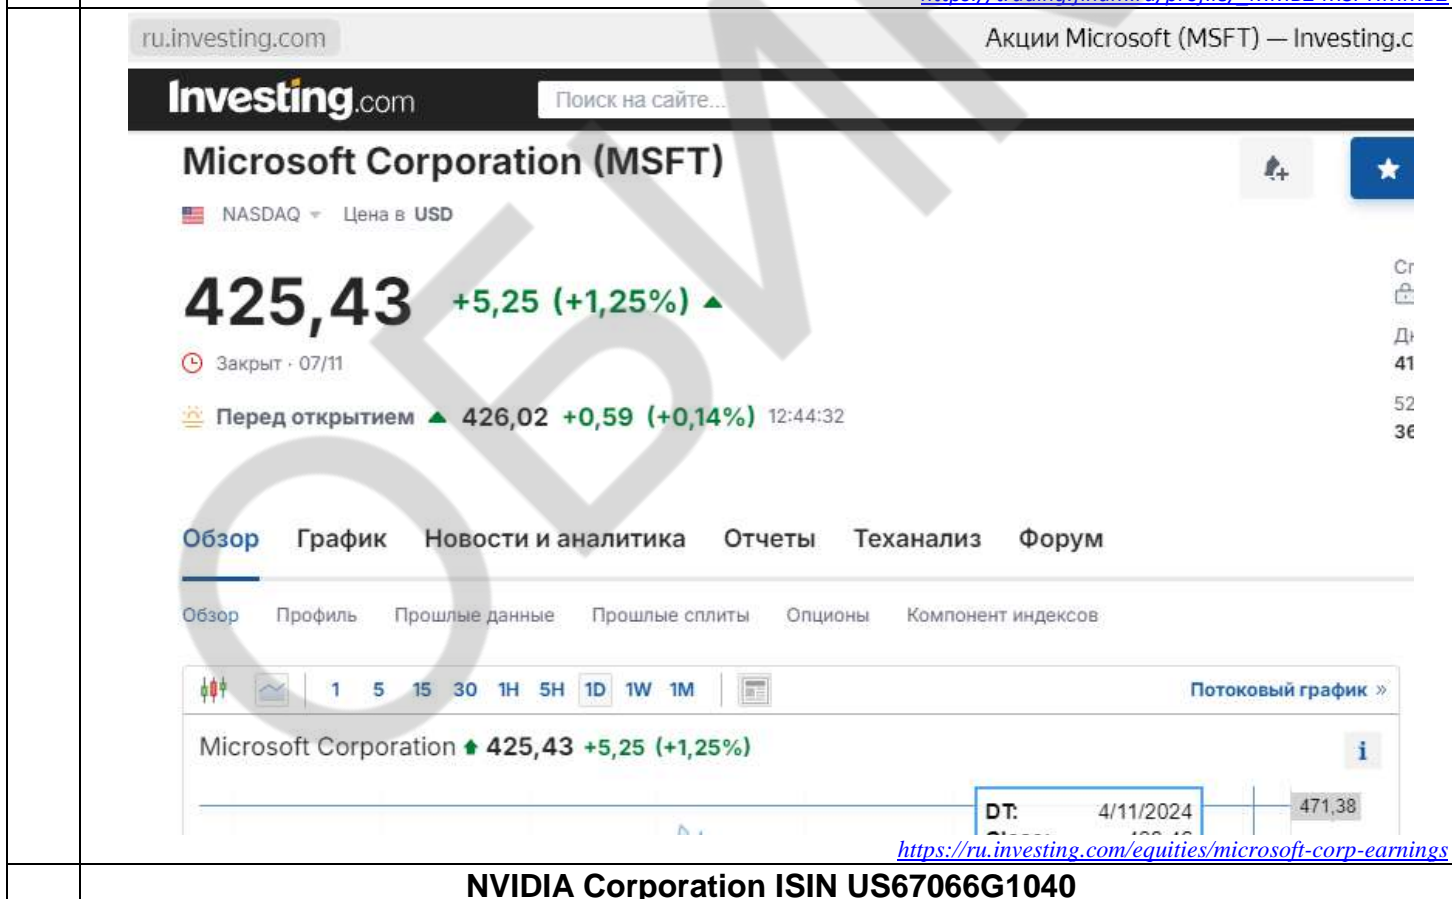 ru.investing.com Акции Microsoft (MSFT) — Investing.c
Investing.com Поиск на сайте...
Microsoft Corporation (MSFT)
NASDAQ Цена в USD
425,43 +5,25 (+1,25%)
Закрыт · 07/11
Перед открытием 426,02 +0,59 (+0,14%) 12:44:32
41
52
36
Обзор График Новости и аналитика Отчеты Теханализ Форум
Обзор Профиль Прошлые данные Прошлые сплиты Опционы Компонент индексов
1 5 15 30 1H 5H 1D 1W 1M Потоковый график »
Microsoft Corporation 425,43 +5,25 (+1,25%)
DT: 4/11/2024 471,38
https://ru.investing.com/equities/microsoft-corp-earnings
NVIDIA Corporation ISIN US67066G1040